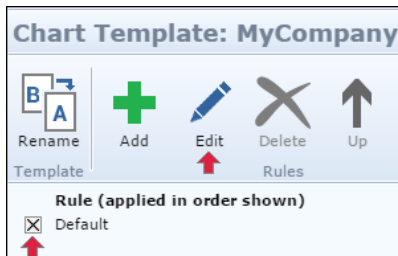 Chart Template: MyCompany
B
A
Rename Add Edit Delete Up
Template Rules
Rule (applied in order shown)
Default